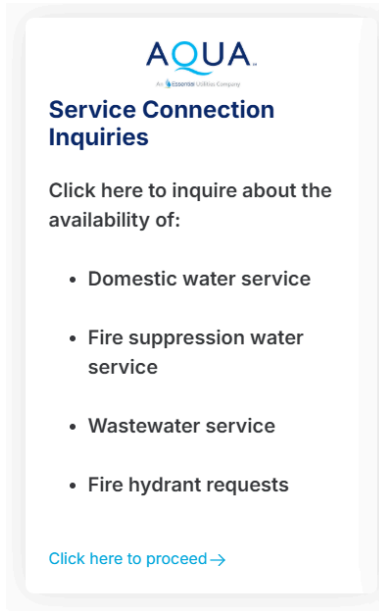 AQUA™
An Essential Utilities Company
Service Connection
Inquiries
Click here to inquire about the
availability of:
• Domestic water service
• Fire suppression water
service
• Wastewater service
• Fire hydrant requests
Click here to proceed→